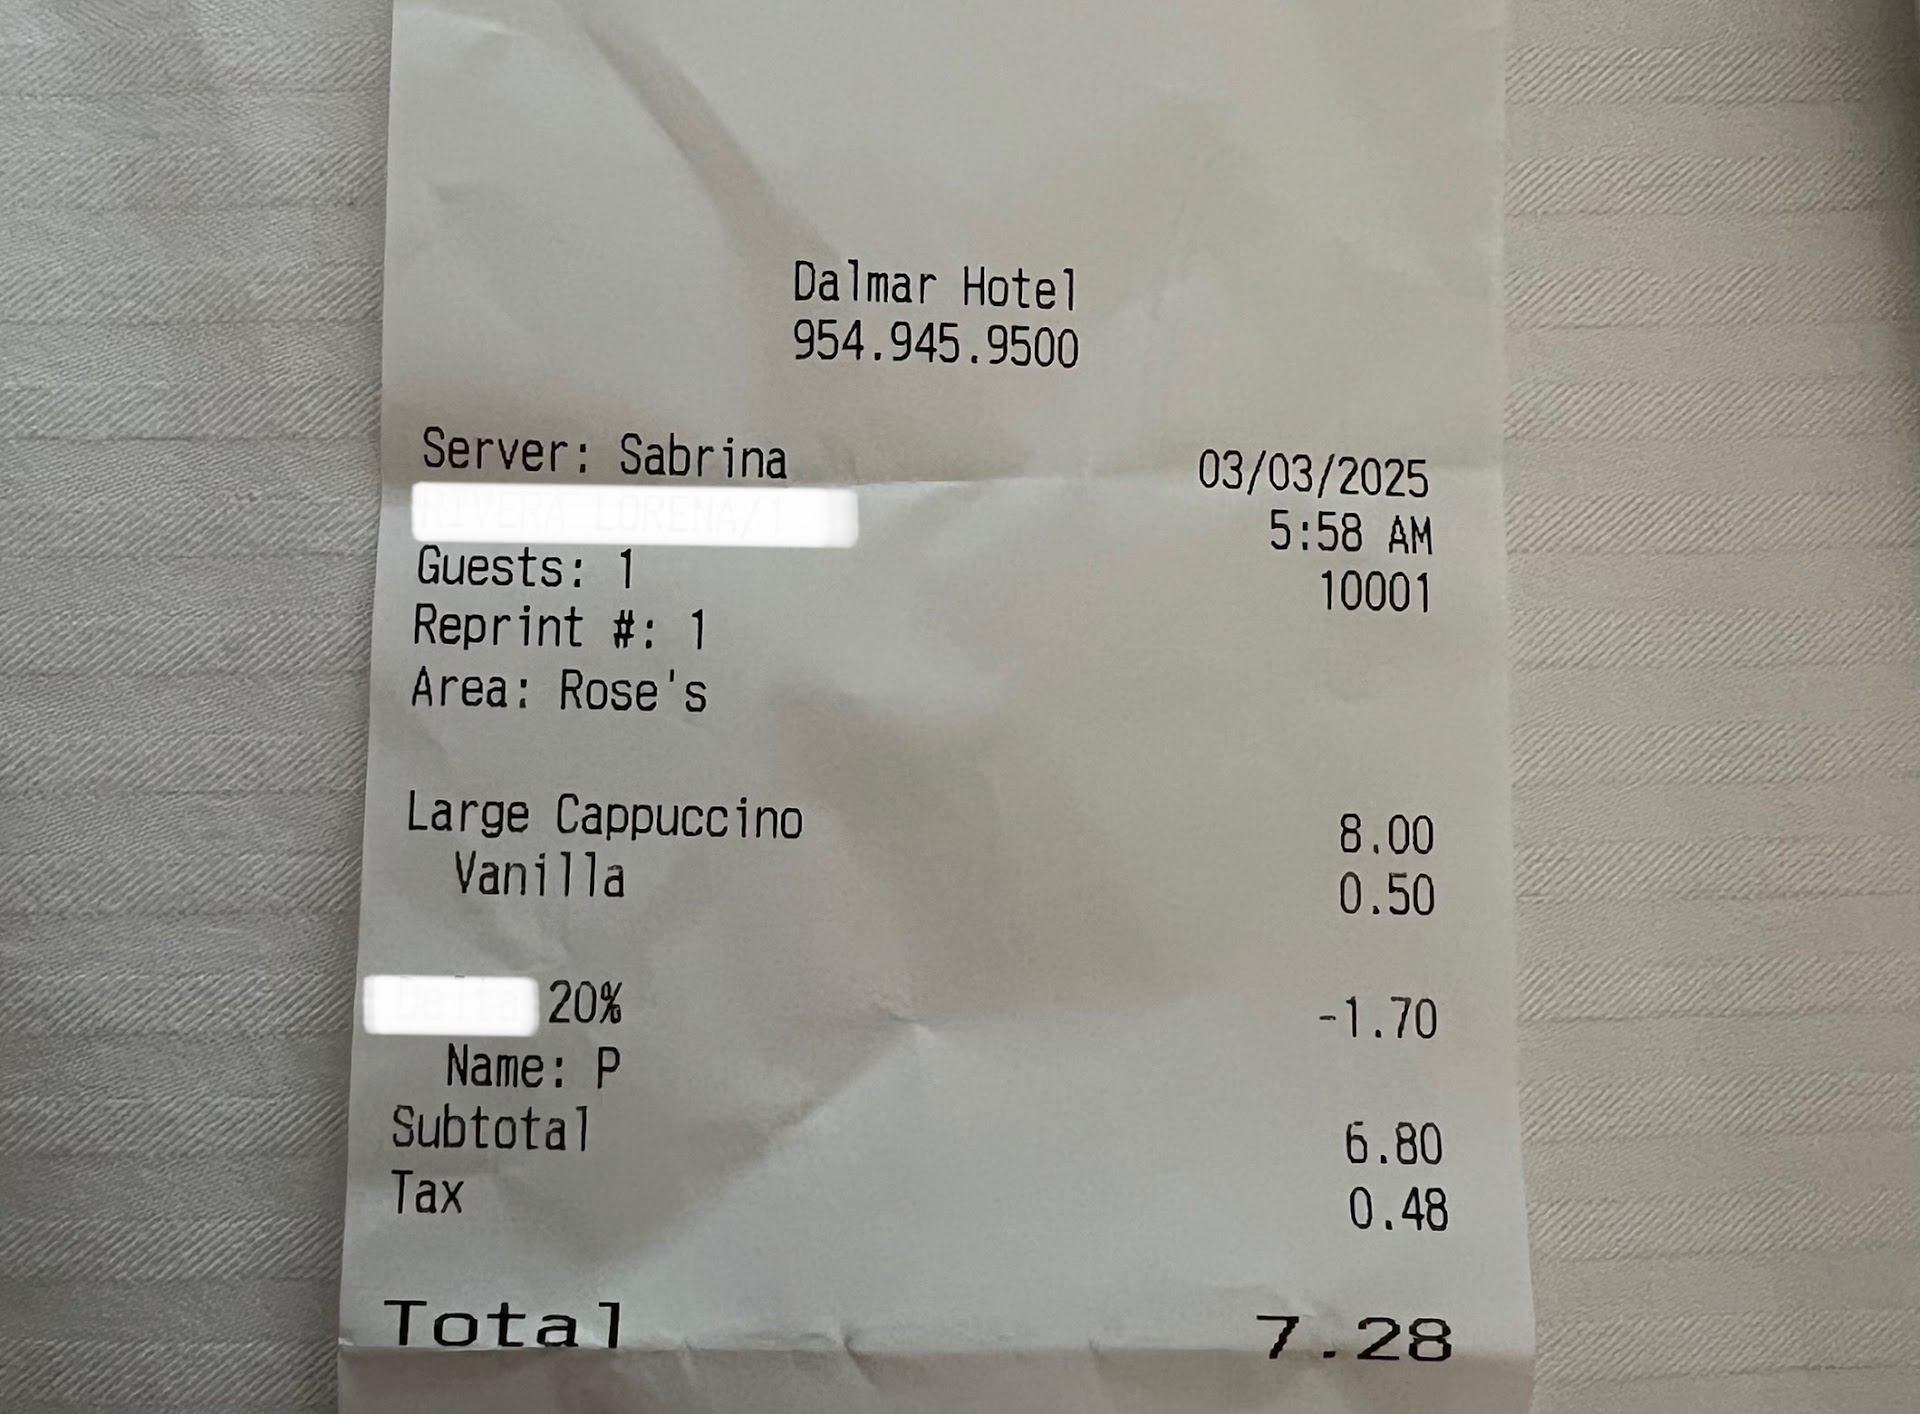 Dalmar Hotel
954.945.9500
Server: Sabrina 03/03/2025
5:58 AM
Guests: 1 10001
Reprint #: 1
Area: Rose's
Large Cappuccino 8.00
Vanilla 0.50
20% -1.70
Name: P
Subtotal 6.80
Tax 0.48
Total 7.28